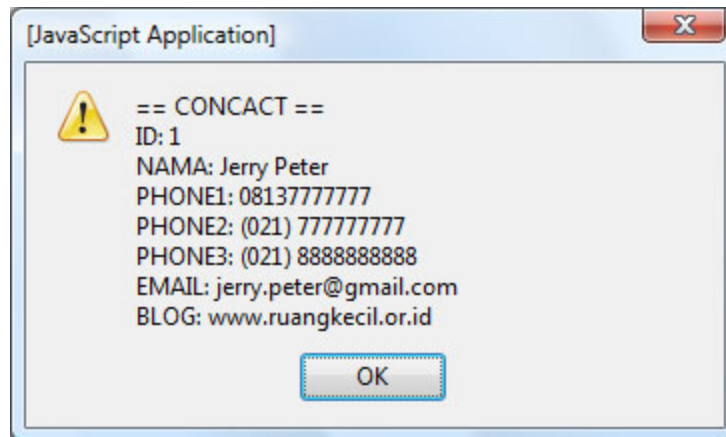 [JavaScript Application]
== CONCACT ==
ID: 1
NAMA: Jerry Peter
PHONE1: 08137777777
PHONE2: (021) 777777777
PHONE3: (021) 8888888888
EMAIL: jerry.peter@gmail.com
BLOG: www.ruangkecil.or.id
OK